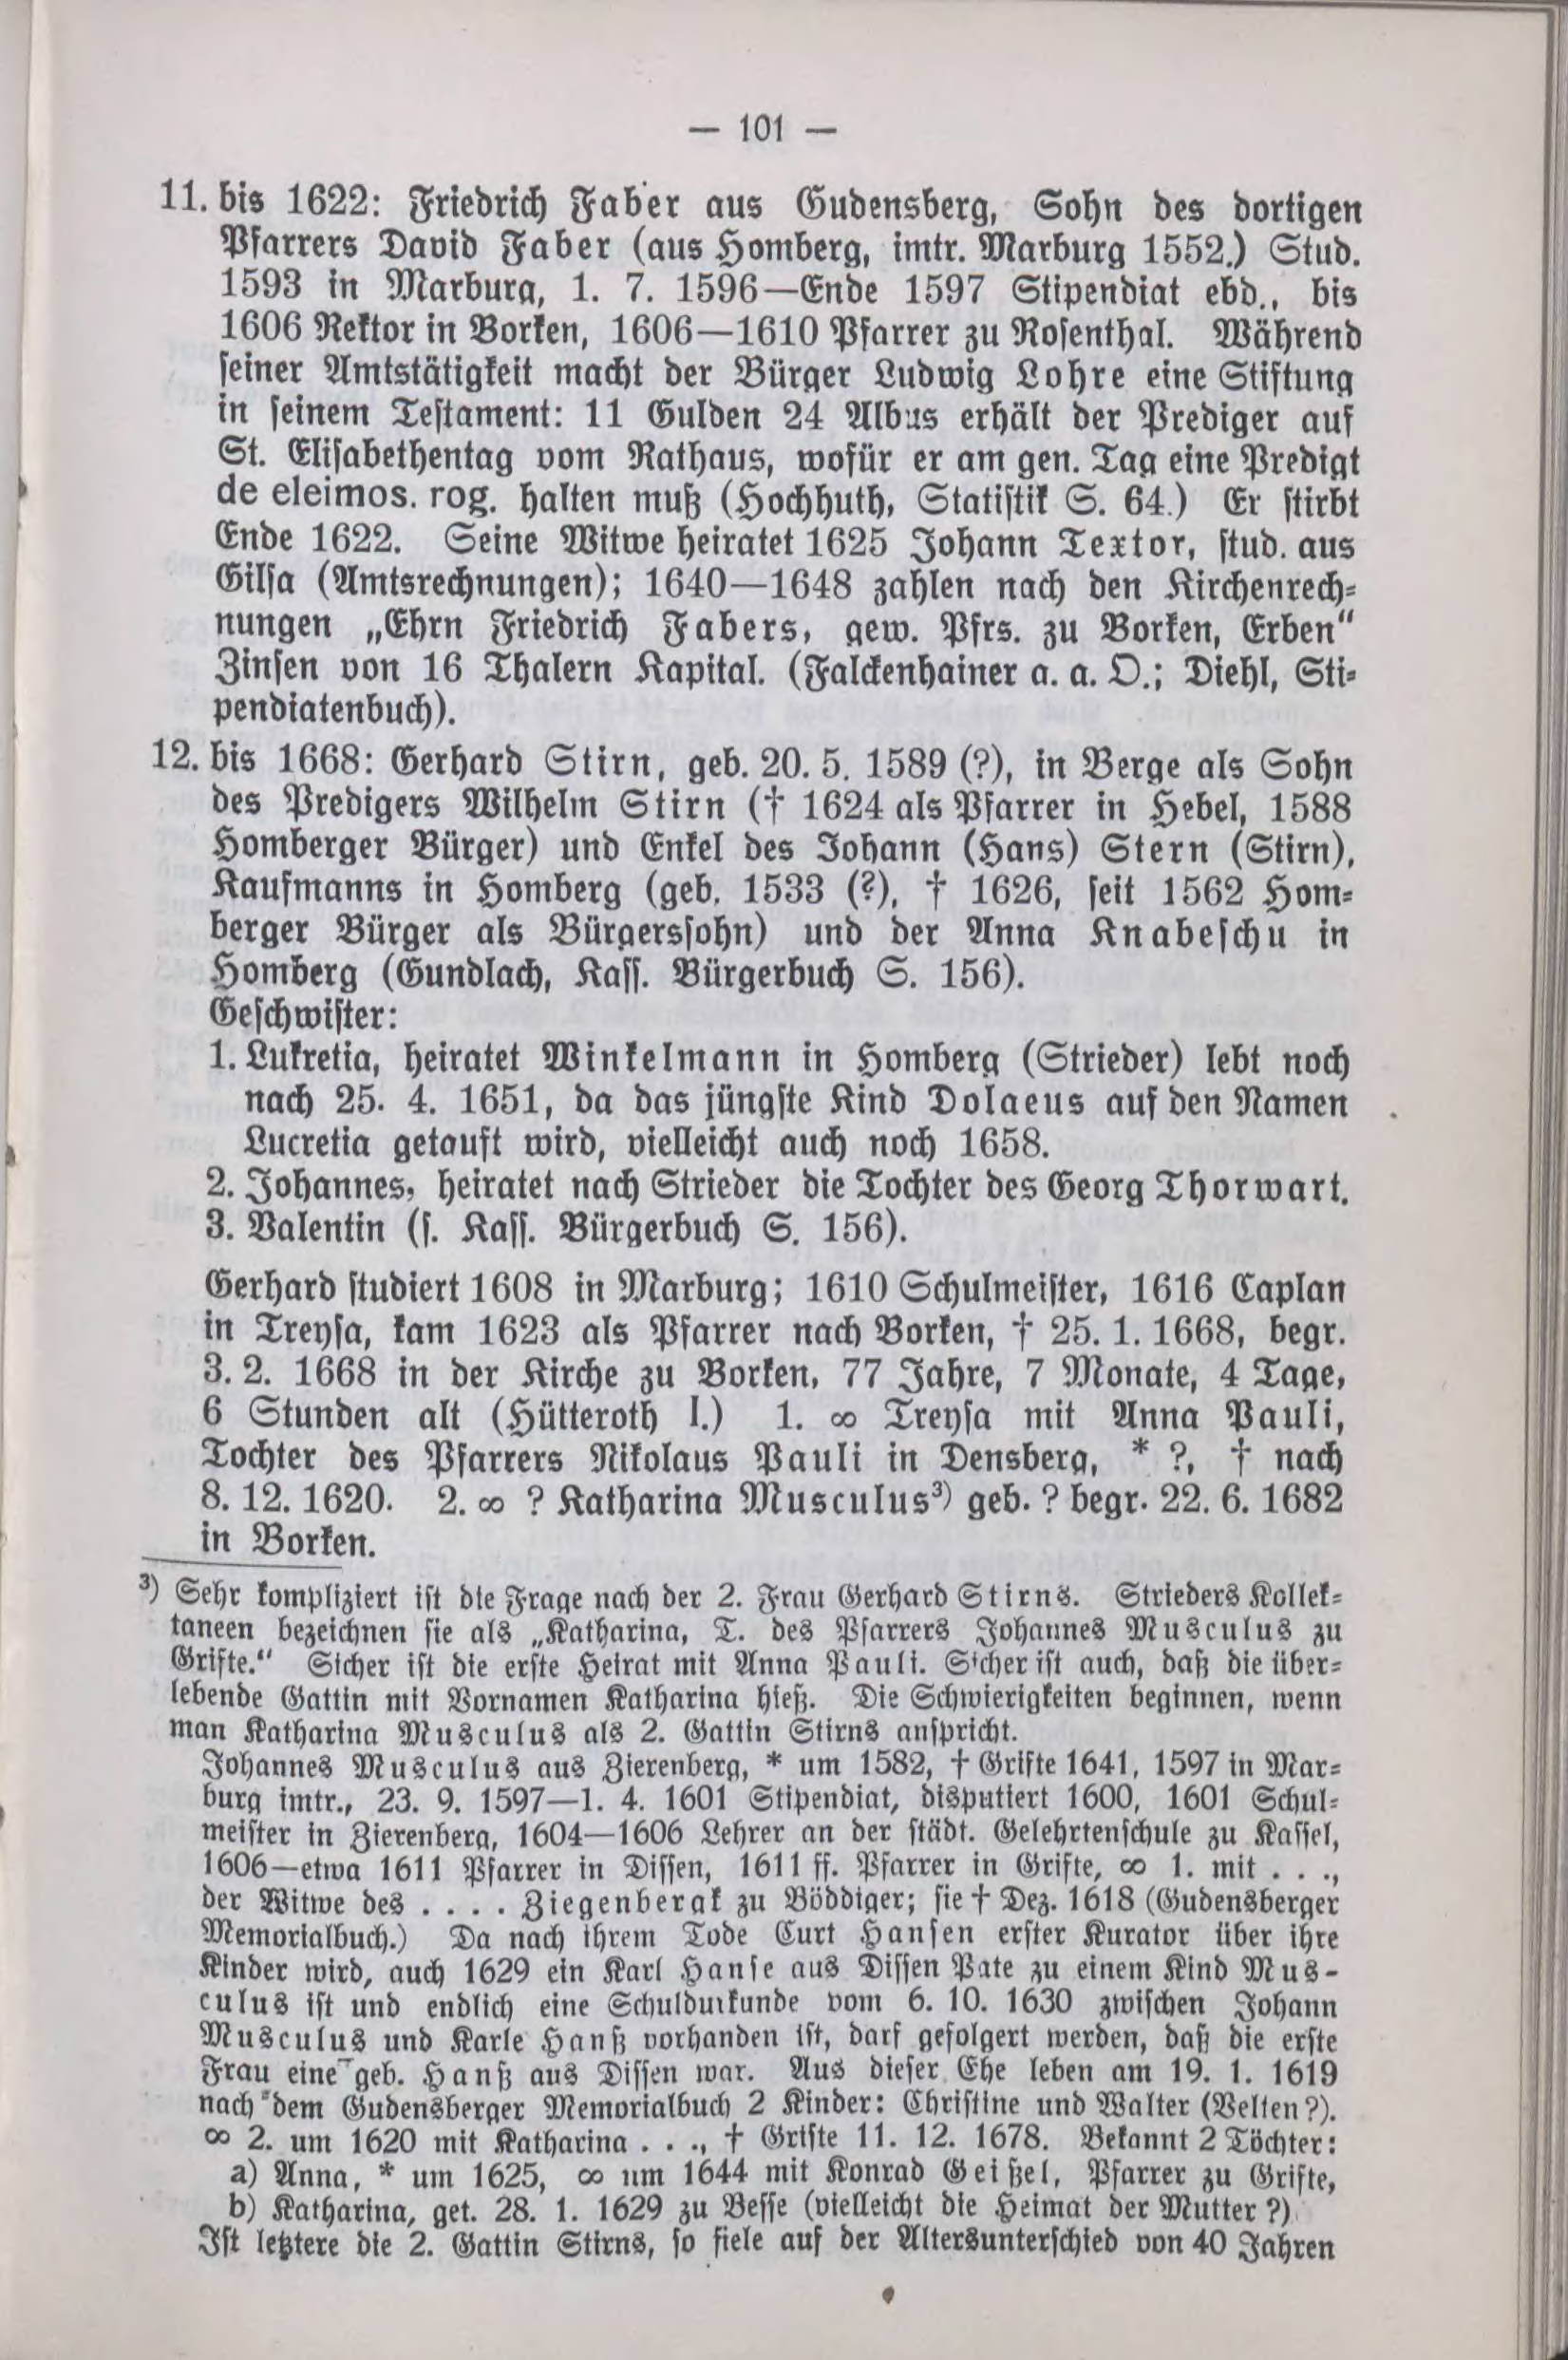 — 101 —
11. bis 1622: Friedrich Faber aus Gudensberg, Sohn des dortigen
Pfarrers David Faber (aus Homberg, imtr. Marburg 1552.) Stud.
1593 in Marburg, 1. 7. 1596—Ende 1597 Stipendiat ebd., bis
1606 Rektor in Borken, 1606—1610 Pfarrer zu Rosenthal. Während
seiner Amtstätigkeit macht der Bürger Ludwig Lohre eine Stiftung
in seinem Testament: 11 Gulden 24 Albus erhält der Prediger auf
St. Elisabethentag vom Rathaus, wofür er am gen. Tag eine Predigt
de eleimos. rog. halten muß (Hochhuth, Statistik S. 64.) Er stirbt
Ende 1622. Seine Witwe heiratet 1625 Johann Textor, stud. aus
Gilsa (Amtsrechnungen); 1640—1648 zahlen nach den Kirchenrech-
nungen „Ehrn Friedrich Fabers, gew. Pfrs. zu Borken, Erben“
Zinsen von 16 Thalern Kapital. (Falckenhainer a. a. O.; Diehl, Sti-
pendiatenbuch).
12. bis 1668: Gerhard Stirn, geb. 20. 5. 1589 (?), in Berge als Sohn
des Predigers Wilhelm Stirn († 1624 als Pfarrer in Hebel, 1588
Homberger Bürger) und Enkel des Johann (Hans) Stern (Stirn),
Kaufmanns in Homberg (geb. 1533 (?), † 1626, seit 1562 Hom-
berger Bürger als Bürgerssohn) und der Anna Knabeschu in
Homberg (Gundlach, Kass. Bürgerbuch S. 156).
Geschwister:
1. Lukretia, heiratet Winkelmann in Homberg (Strieder) lebt noch
nach 25. 4. 1651, da das jüngste Kind Dolaeus auf den Namen
Lucretia getauft wird, vielleicht auch noch 1658.
2. Johannes, heiratet nach Strieder die Tochter des Georg Thorwart.
3. Valentin (s. Kass. Bürgerbuch S. 156).
Gerhard studiert 1608 in Marburg; 1610 Schulmeister, 1616 Caplan
in Treysa, kam 1623 als Pfarrer nach Borken, † 25. 1. 1668, begr.
3. 2. 1668 in der Kirche zu Borken, 77 Jahre, 7 Monate, 4 Tage,
6 Stunden alt (Hütteroth I.) 1. ∞ Treysa mit Anna Pauli,
Tochter des Pfarrers Nikolaus Pauli in Densberg, * ?, † nach
8. 12. 1620. 2. ∞ ? Katharina Musculus³) geb. ? begr. 22. 6. 1682
in Borken.
³) Sehr kompliziert ist die Frage nach der 2. Frau Gerhard Stirns. Strieders Kollek-
taneen bezeichnen sie als „Katharina, T. des Pfarrers Johannes Musculus zu
Grifte.“ Sicher ist die erste Heirat mit Anna Pauli. Sicher ist auch, daß die über-
lebende Gattin mit Vornamen Katharina hieß. Die Schwierigkeiten beginnen, wenn
man Katharina Musculus als 2. Gattin Stirns anspricht.
Johannes Musculus aus Zierenberg, * um 1582, † Grifte 1641, 1597 in Mar-
burg imtr., 23. 9. 1597—1. 4. 1601 Stipendiat, disputiert 1600, 1601 Schul-
meister in Zierenberg, 1604—1606 Lehrer an der städt. Gelehrtenschule zu Kassel,
1606—etwa 1611 Pfarrer in Dissen, 1611 ff. Pfarrer in Grifte, ∞ 1. mit . . .,
der Witwe des . . . . Ziegenbergk zu Böddiger; sie † Dez. 1618 (Gudensberger
Memorialbuch.) Da nach ihrem Tode Curt Hansen erster Kurator über ihre
Kinder wird, auch 1629 ein Karl Hanse aus Dissen Pate zu einem Kind Mus-
culus ist und endlich eine Schuldurkunde vom 6. 10. 1630 zwischen Johann
Musculus und Karle Hanß vorhanden ist, darf gefolgert werden, daß die erste
Frau eine geb. Hanß aus Dissen war. Aus dieser Ehe leben am 19. 1. 1619
nach dem Gudensberger Memorialbuch 2 Kinder: Christine und Walter (Velten?).
∞ 2. um 1620 mit Katharina . . ., † Grifte 11. 12. 1678. Bekannt 2 Töchter:
a) Anna, * um 1625, ∞ um 1644 mit Konrad Geißel, Pfarrer zu Grifte,
b) Katharina, get. 28. 1. 1629 zu Besse (vielleicht die Heimat der Mutter ?)
Ist letztere die 2. Gattin Stirns, so fiele auf der Altersunterschied von 40 Jahren